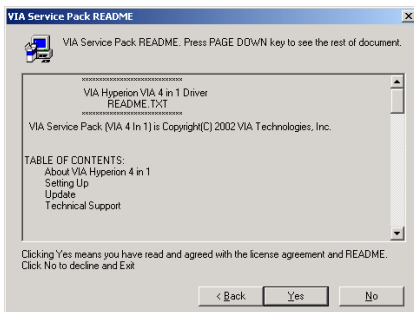 VIA Service Pack README
VIA Service Pack README. Press PAGE DOWN key to see the rest of document.
xxxxxxxxxxxxxxxxxxxxxxxxxxxx
VIA Hyperion VIA 4 in 1 Driver
README.TXT
xxxxxxxxxxxxxxxxxxxxxxxxxxxx
VIA Service Pack (VIA 4 In 1) is Copyright(C) 2002 VIA Technologies, Inc.
TABLE OF CONTENTS:
About VIA Hyperion 4 in 1
Setting Up
Update
Technical Support
Clicking Yes means you have read and agreed with the license agreement and README.
Click No to decline and Exit
< Back Yes No